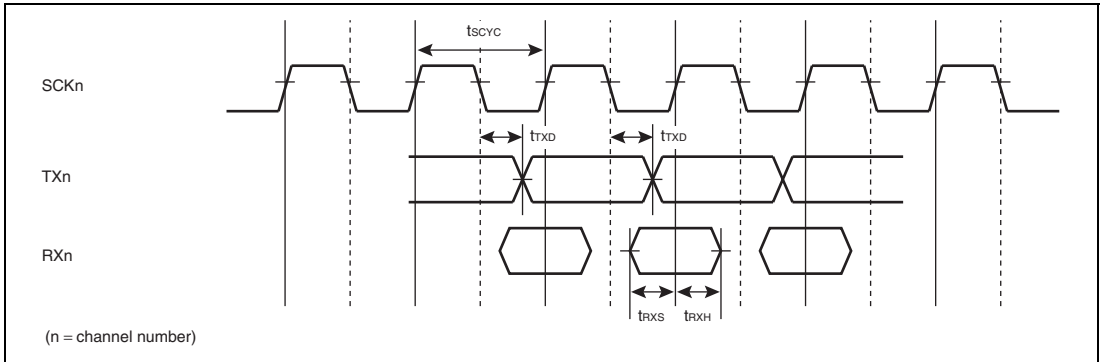 tSCYC
SCKn
tTXD tTXD
TXn
RXn
tRXS tRXH
(n = channel number)